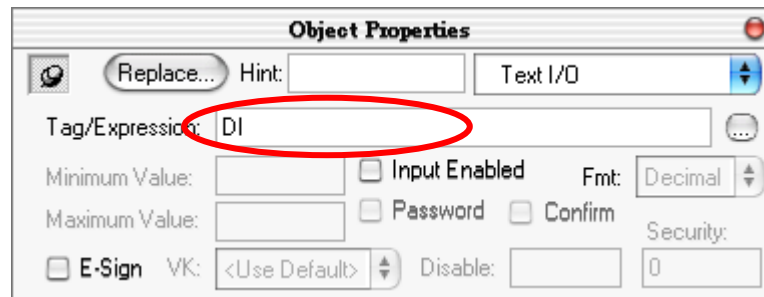 Object Properties
Replace... Hint: Text I/O
Tag/Expression: DI ...
Minimum Value: Input Enabled Fmt: Decimal
Maximum Value: Password Confirm Security:
E-Sign VK: <Use Default> Disable: 0